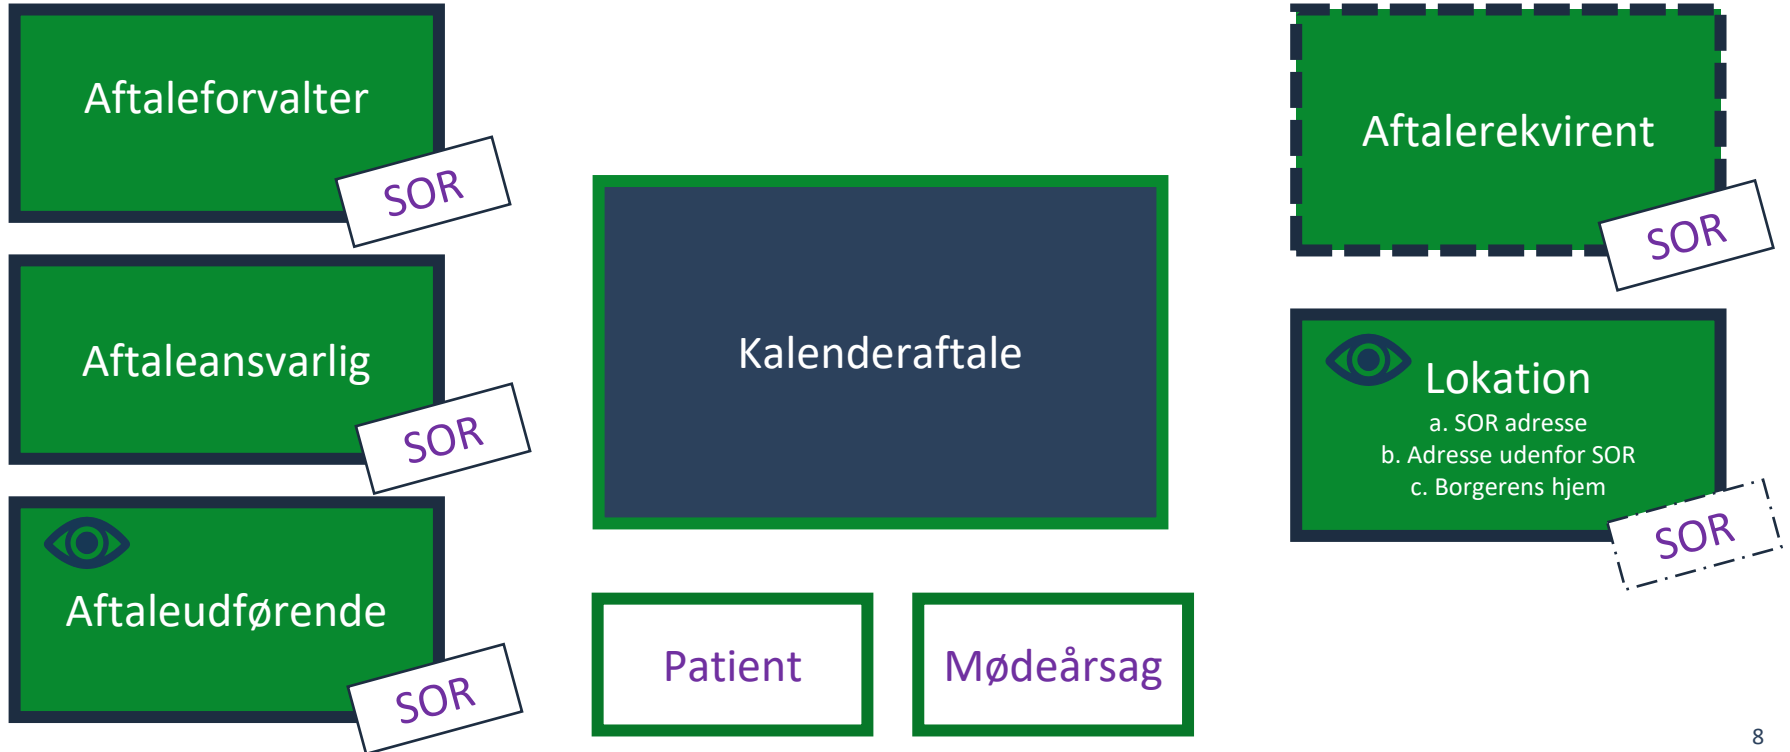 Aftaleforvalter
SOR
Aftaleansvarlig
SOR
Aftaleudførende
SOR
Kalenderaftale
Patient
Mødeårsag
Aftalerekvirent
SOR
Lokation
a. SOR adresse
b. Adresse udenfor SOR
c. Borgerens hjem
SOR
8